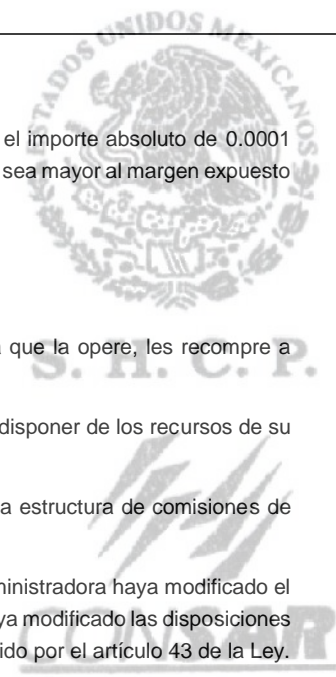 ESTADOS UNIDOS MEXICANOS
el importe absoluto de 0.0001
sea mayor al margen expuesto
que la opere, les recompre a
S. H. C. P.
disponer de los recursos de su
a estructura de comisiones de
ministradora haya modificado el
ya modificado las disposiciones
CONSAR
ido por el artículo 43 de la Ley.